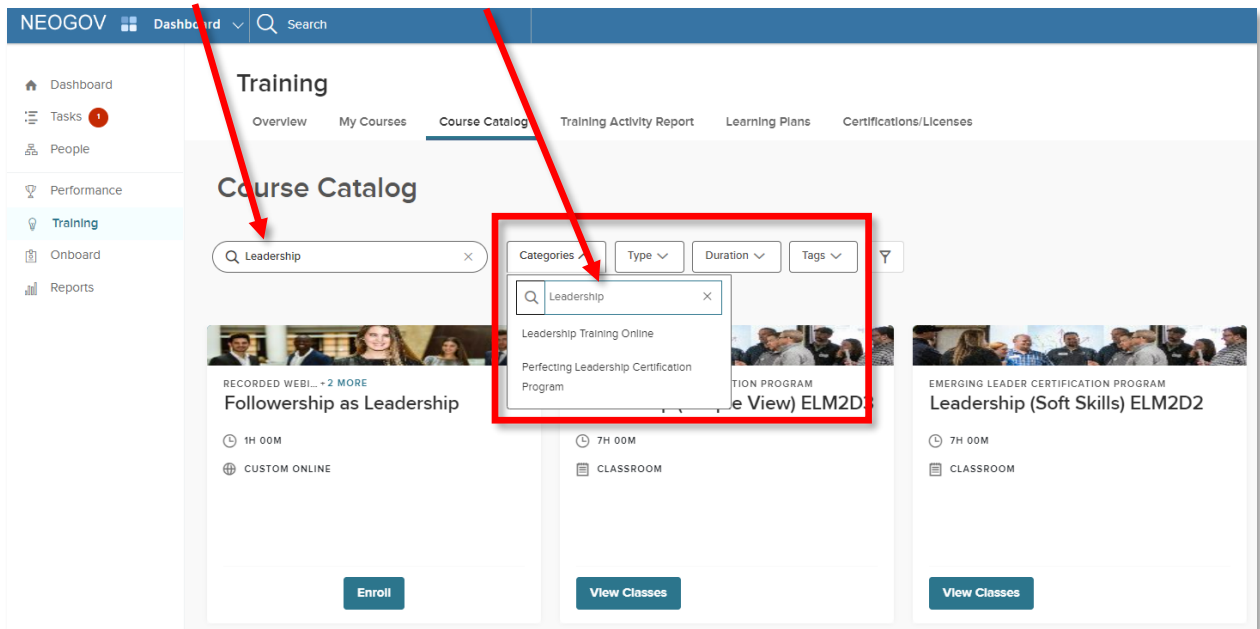 NEOGOV Dashboard Search
Dashboard
Tasks 1
People
Performance
Training
Onboard
Reports
Training
Overview My Courses Course Catalog Training Activity Report Learning Plans Certifications/Licenses
Course Catalog
Leadership
Categories Type Duration Tags
Leadership
Leadership Training Online
Perfecting Leadership Certification
Program
RECORDED WEBI... +2 MORE
Followership as Leadership
1H 00M
CUSTOM ONLINE
Enroll
PROGRAM
View) ELM2D3
7H 00M
CLASSROOM
View Classes
EMERGING LEADER CERTIFICATION PROGRAM
Leadership (Soft Skills) ELM2D2
7H 00M
CLASSROOM
View Classes